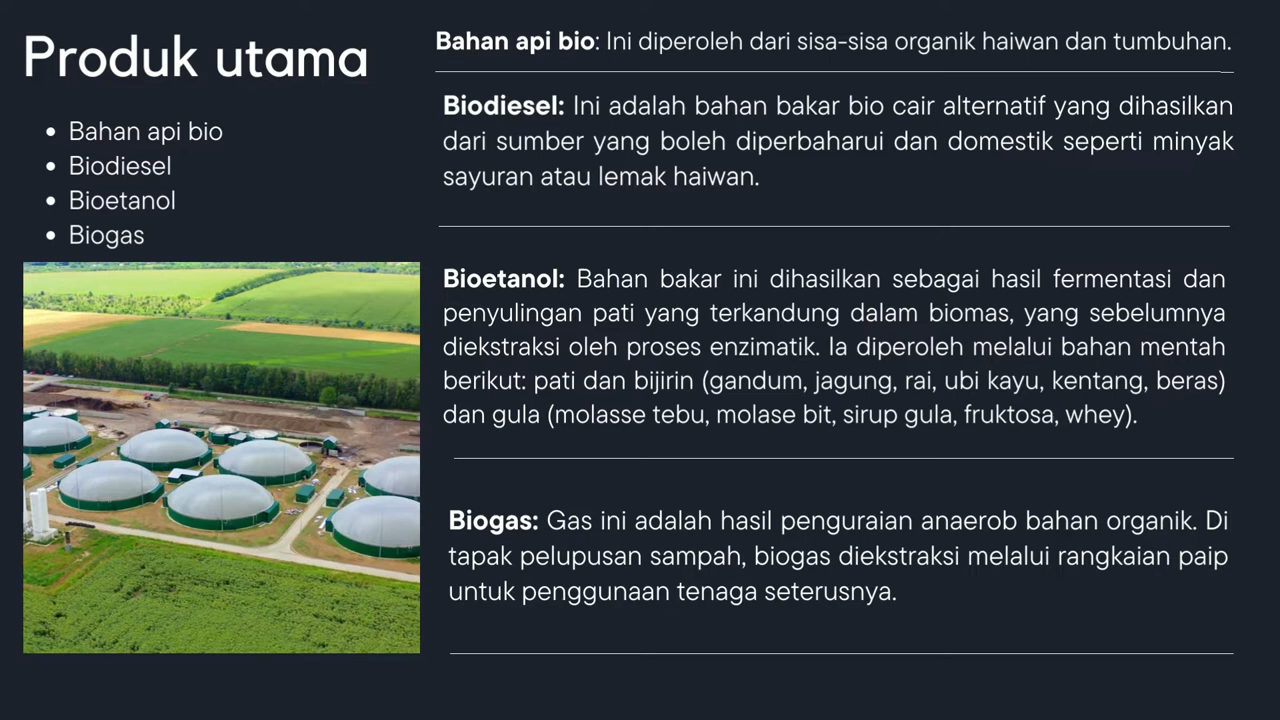 Produk utama
• Bahan api bio
• Biodiesel
• Bioetanol
• Biogas
Bahan api bio: Ini diperoleh dari sisa-sisa organik haiwan dan tumbuhan.
Biodiesel: Ini adalah bahan bakar bio cair alternatif yang dihasilkan
dari sumber yang boleh diperbaharui dan domestik seperti minyak
sayuran atau lemak haiwan.
Bioetanol: Bahan bakar ini dihasilkan sebagai hasil fermentasi dan
penyulingan pati yang terkandung dalam biomas, yang sebelumnya
diekstraksi oleh proses enzimatik. Ia diperoleh melalui bahan mentah
berikut: pati dan bijirin (gandum, jagung, rai, ubi kayu, kentang, beras)
dan gula (molasse tebu, molase bit, sirup gula, fruktosa, whey).
Biogas: Gas ini adalah hasil penguraian anaerob bahan organik. Di
tapak pelupusan sampah, biogas diekstraksi melalui rangkaian paip
untuk penggunaan tenaga seterusnya.